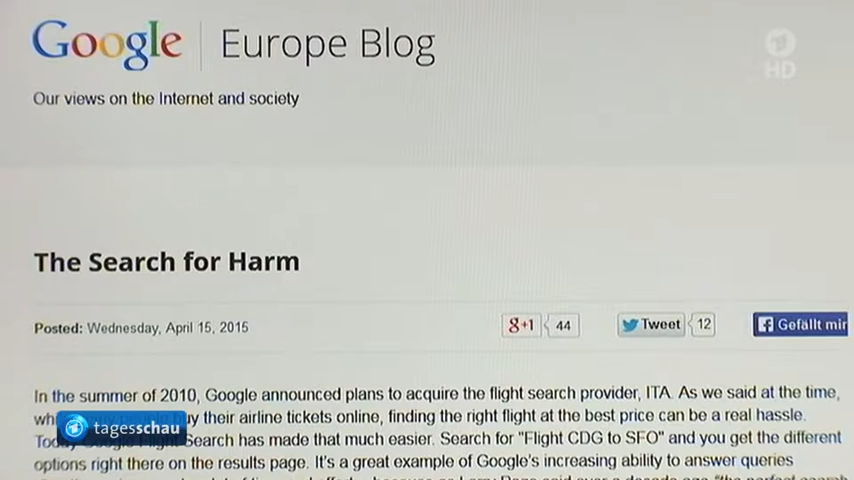 Google Europe Blog
HD
Our views on the Internet and society
The Search for Harm
Posted: Wednesday, April 15, 2015
g+1 44 Tweet 12 Gefällt mir
In the summer of 2010, Google announced plans to acquire the flight search provider, ITA. As we said at the time,
buy their airline tickets online, finding the right flight at the best price can be a real hassle.
Search has made that much easier. Search for "Flight CDG to SFO" and you get the different
options right there on the results page. It's a great example of Google's increasing ability to answer queries
tagesschau